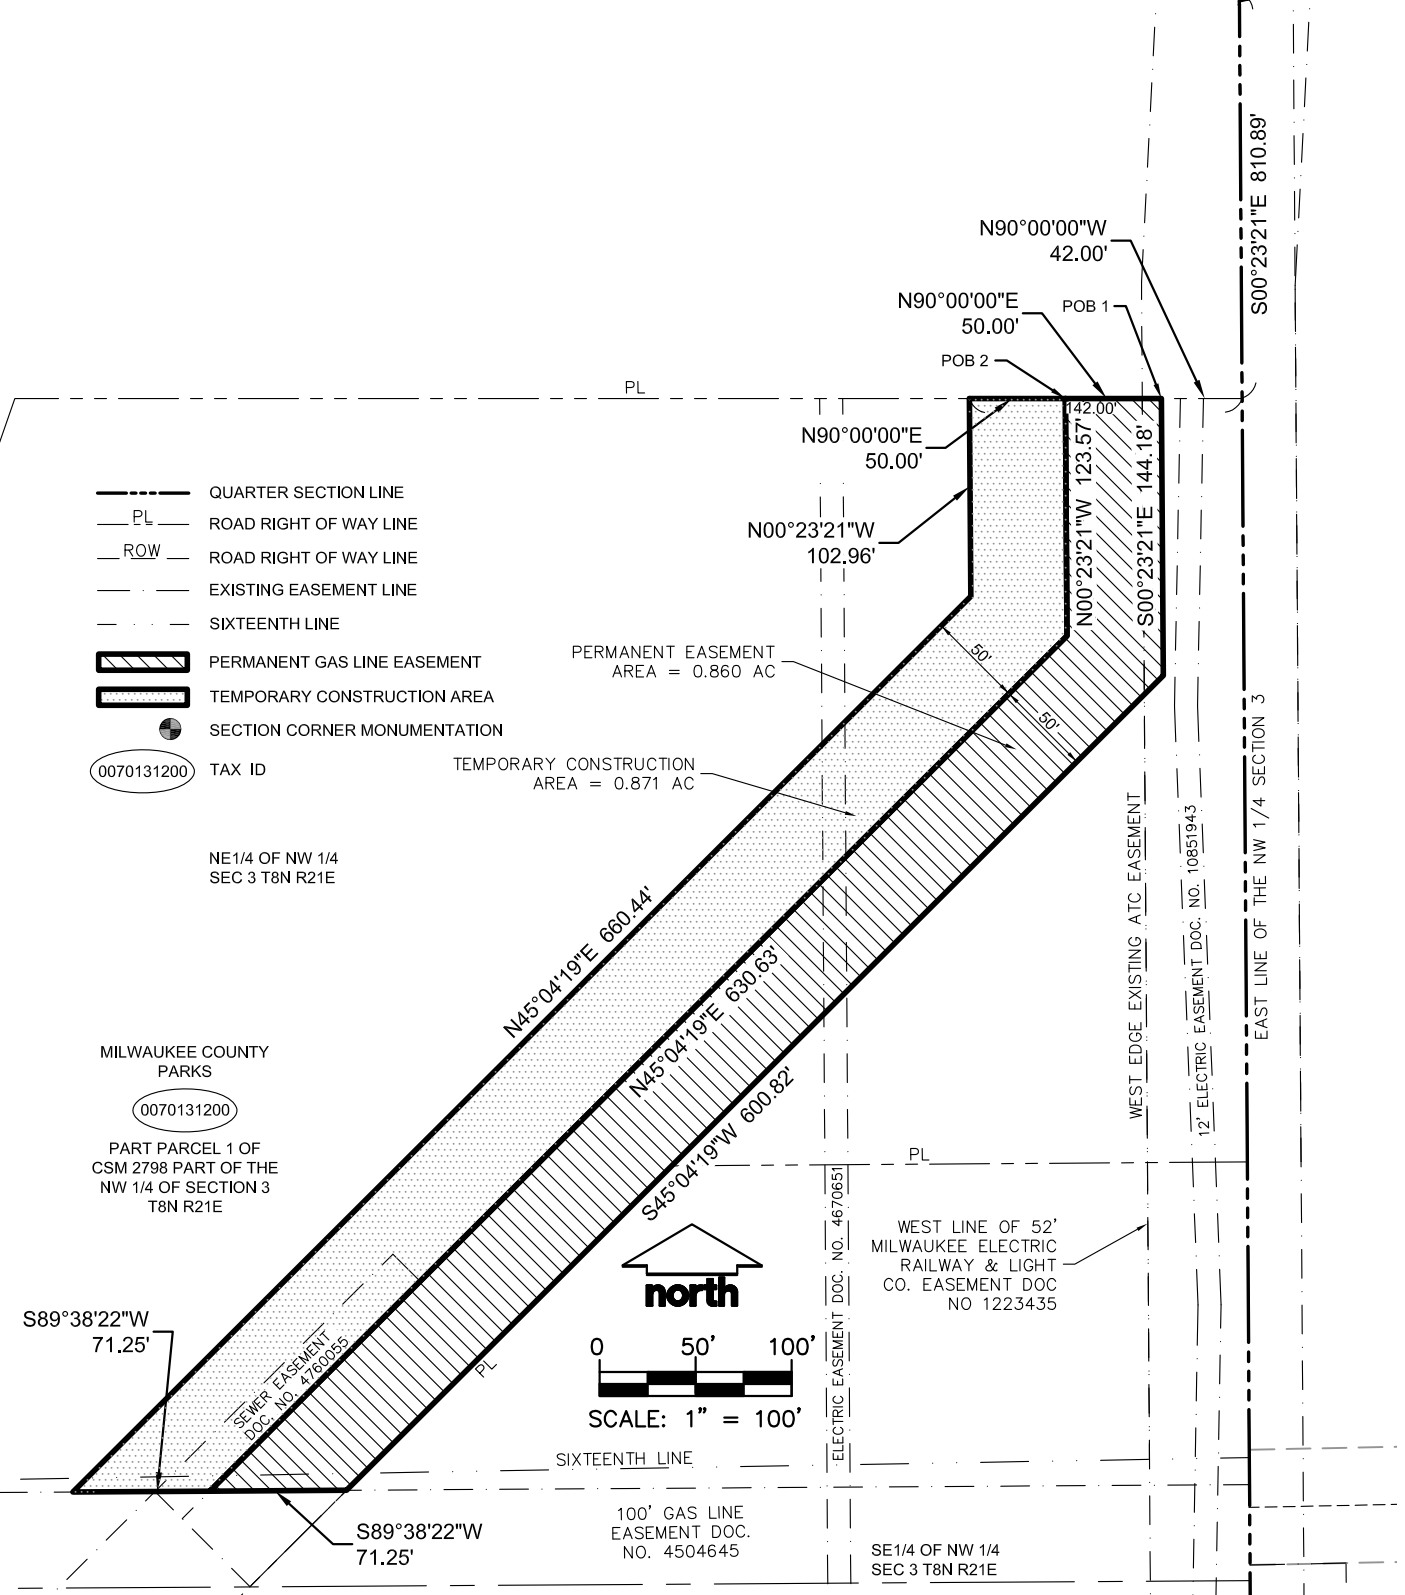 S00°23'21"E 810.89'
N90°00'00"W
42.00'
N90°00'00"E
50.00'
POB 1
POB 2
PL
142.00'
N90°00'00"E
50.00'
N00°23'21"W 123.57'
S00°23'21"E 144.18'
N00°23'21"W
102.96'
QUARTER SECTION LINE
PL
ROAD RIGHT OF WAY LINE
ROW
ROAD RIGHT OF WAY LINE
EXISTING EASEMENT LINE
SIXTEENTH LINE
PERMANENT GAS LINE EASEMENT
TEMPORARY CONSTRUCTION AREA
SECTION CORNER MONUMENTATION
0070131200
TAX ID
PERMANENT EASEMENT
AREA = 0.860 AC
50'
50'
TEMPORARY CONSTRUCTION
AREA = 0.871 AC
NE1/4 OF NW 1/4
SEC 3 T8N R21E
WEST EDGE EXISTING ATC EASEMENT
12' ELECTRIC EASEMENT DOC. NO. 10851943
EAST LINE OF THE NW 1/4 SECTION 3
N45°04'19"E 660.44'
N45°04'19"E 630.63'
S45°04'19"W 600.82'
MILWAUKEE COUNTY
PARKS
0070131200
PART PARCEL 1 OF
CSM 2798 PART OF THE
NW 1/4 OF SECTION 3
T8N R21E
PL
ELECTRIC EASEMENT DOC. NO. 4670651
WEST LINE OF 52'
MILWAUKEE ELECTRIC
RAILWAY & LIGHT
CO. EASEMENT DOC
NO 1223435
north
0 50' 100'
SCALE: 1" = 100'
S89°38'22"W
71.25'
SEWER EASEMENT
DOC. NO. 4760055
PL
SIXTEENTH LINE
S89°38'22"W
71.25'
100' GAS LINE
EASEMENT DOC.
NO. 4504645
SE1/4 OF NW 1/4
SEC 3 T8N R21E